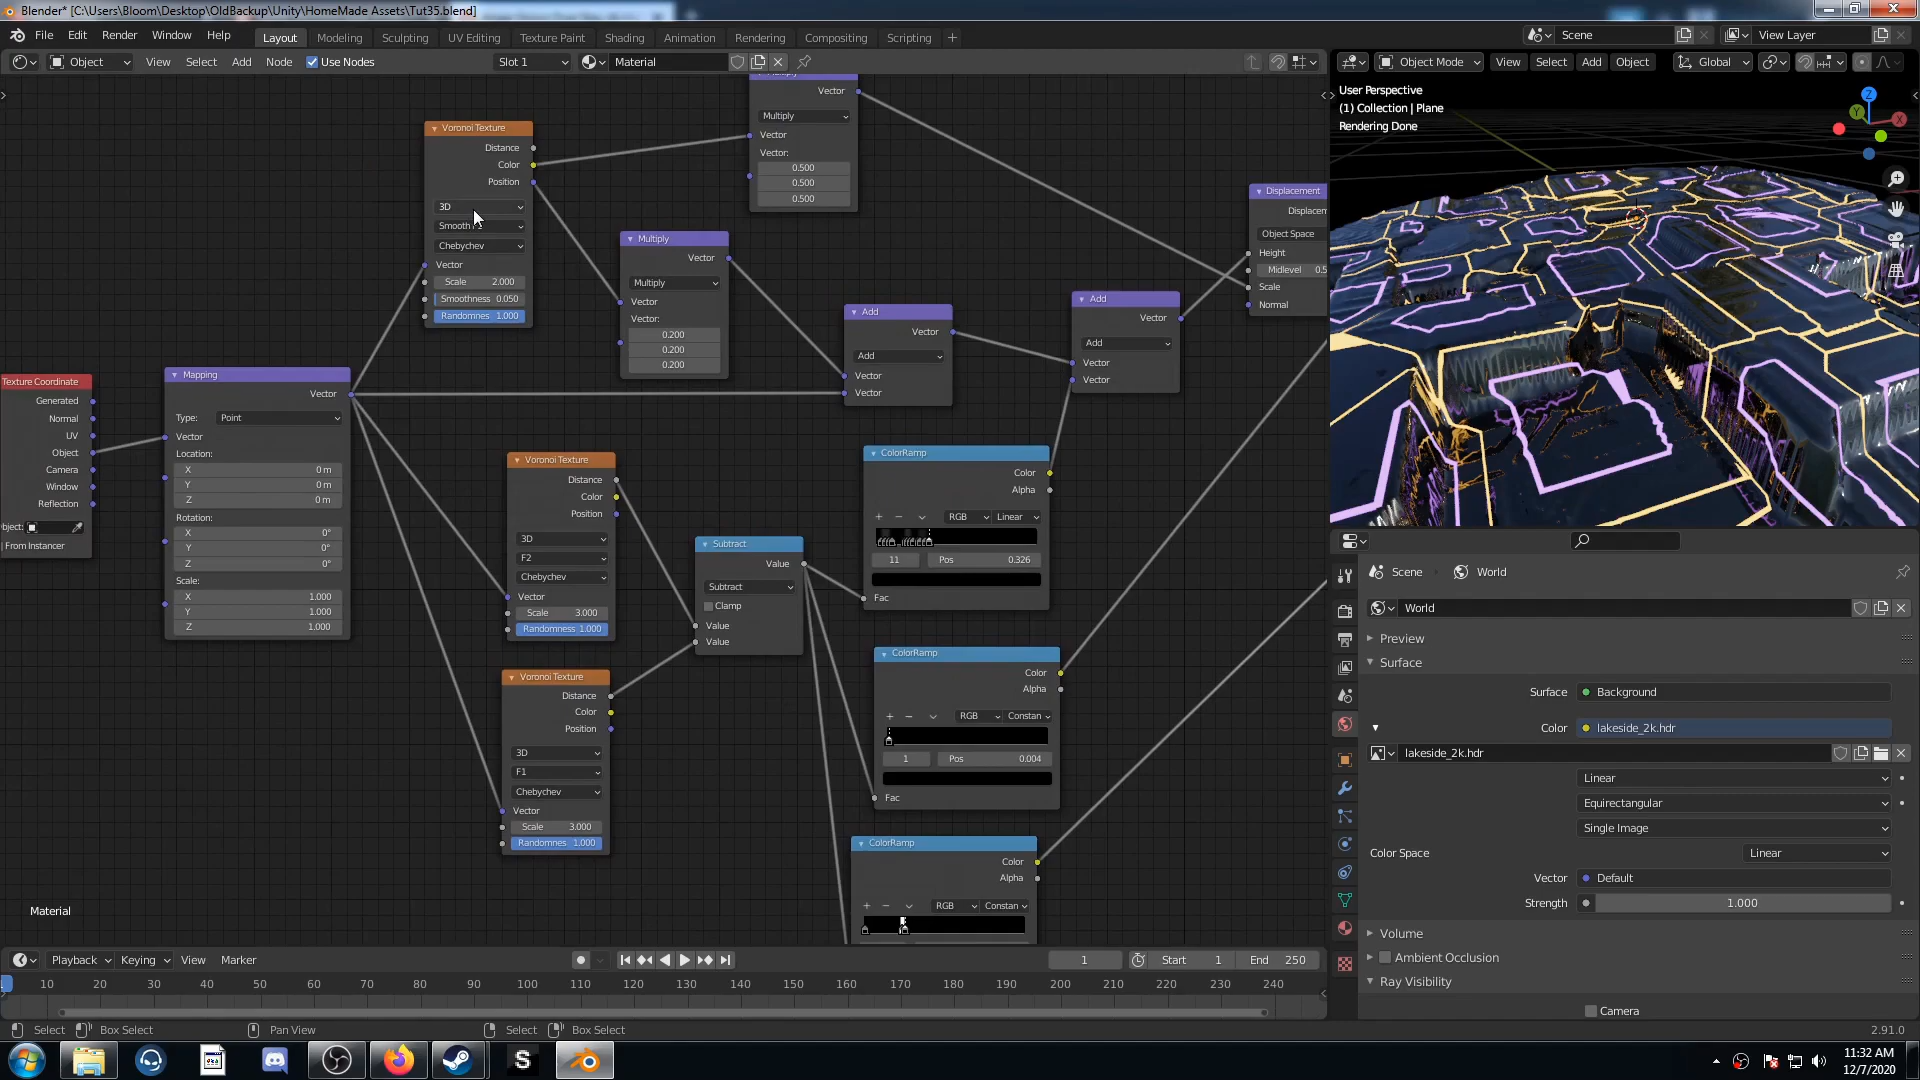 Blender* [C:\Users\Bloom\Desktop\OldBackup\Unity\HomeMade Assets\Tut35.blend]
File Edit Render Window Help Layout Modeling Sculpting UV Editing Texture Paint Shading Animation Rendering Compositing Scripting + Scene View Layer
Object View Select Add Node Use Nodes Slot 1 Material
Object Mode View Select Add Object Global
User Perspective
(1) Collection | Plane
Rendering Done
Z
Y
X
Vector
Multiply
Vector
Vector:
0.500
0.500
0.500
Voronoi Texture
Distance
Color
Position
3D
Smooth
Chebychev
Vector
Scale 2.000
Smoothness 0.050
Randomnes 1.000
Multiply
Vector
Multiply
Vector
Vector:
0.200
0.200
0.200
Add
Vector
Add
Vector
Vector
Add
Vector
Add
Vector
Vector
Displacement
Displacem
Object Space
Height
Midlevel 0.5
Scale
Normal
Texture Coordinate
Generated
Normal
UV
Object
Camera
Window
Reflection
bject:
From Instancer
Mapping
Vector
Type: Point
Vector
Location:
X 0 m
Y 0 m
Z 0 m
Rotation:
X 0°
Y 0°
Z 0°
Scale:
X 1.000
Y 1.000
Z 1.000
Voronoi Texture
Distance
Color
Position
3D
F2
Chebychev
Vector
Scale 3.000
Randomness 1.000
Voronoi Texture
Distance
Color
Position
3D
F1
Chebychev
Vector
Scale 3.000
Randomnes 1.000
Subtract
Value
Subtract
Clamp
Value
Value
ColorRamp
Color
Alpha
+ − RGB Linear
11 Pos 0.326
Fac
ColorRamp
Color
Alpha
+ − RGB Constan
1 Pos 0.004
Fac
ColorRamp
Color
Alpha
+ − RGB Constan
Material
Scene World
World
Preview
Surface
Surface Background
Color lakeside_2k.hdr
lakeside_2k.hdr
Linear
Equirectangular
Single Image
Color Space Linear
Vector Default
Strength 1.000
Volume
Ambient Occlusion
Ray Visibility
Camera
Playback Keying View Marker 1 Start 1 End 250
1 10 20 30 40 50 60 70 80 90 100 110 120 130 140 150 160 170 180 190 200 210 220 230 240
Select Box Select Pan View Select Box Select 2.91.0
S
11:32 AM
12/7/2020